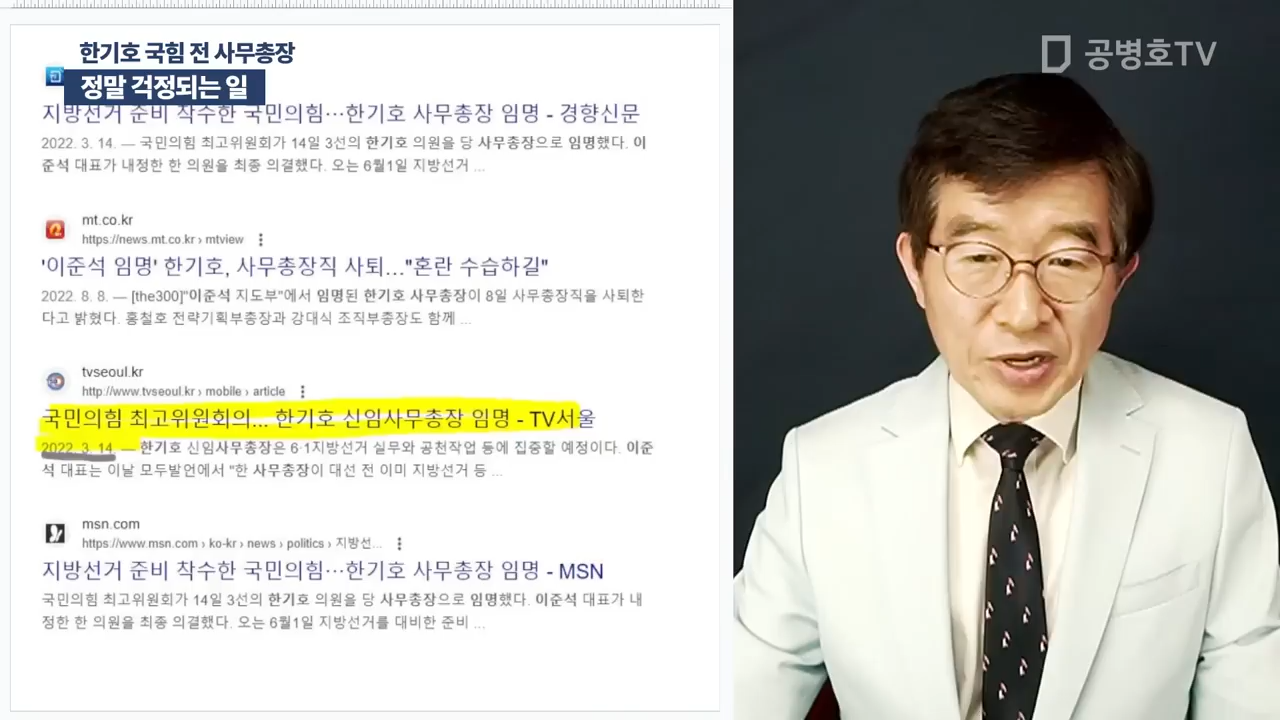 한기호 국힘 전 사무총장
정말 걱정되는 일
공병호TV
지방선거 준비 착수한 국민의힘…한기호 사무총장 임명 - 경향신문
2022. 3. 14. — 국민의힘 최고위원회가 14일 3선의 한기호 의원을 당 사무총장으로 임명했다. 이
준석 대표가 내정한 한 의원을 최종 의결했다. 오는 6월1일 지방선거 ...
mt.co.kr
https://news.mt.co.kr › mtview
'이준석 임명' 한기호, 사무총장직 사퇴..."혼란 수습하길"
2022. 8. 8. — [the300]"이준석 지도부"에서 임명된 한기호 사무총장이 8일 사무총장직을 사퇴한
다고 밝혔다. 홍철호 전략기획부총장과 강대식 조직부총장도 함께 ...
tvseoul.kr
http://www.tvseoul.kr › mobile › article
국민의힘 최고위원회의... 한기호 신임사무총장 임명 - TV서울
2022. 3. 14. — 한기호 신임사무총장은 6·1지방선거 실무와 공천작업 등에 집중할 예정이다. 이준
석 대표는 이날 모두발언에서 "한 사무총장이 대선 전 이미 지방선거 등 ...
msn.com
https://www.msn.com › ko-kr › news › politics › 지방선...
지방선거 준비 착수한 국민의힘…한기호 사무총장 임명 - MSN
국민의힘 최고위원회가 14일 3선의 한기호 의원을 당 사무총장으로 임명했다. 이준석 대표가 내
정한 한 의원을 최종 의결했다. 오는 6월1일 지방선거를 대비한 준비 ...